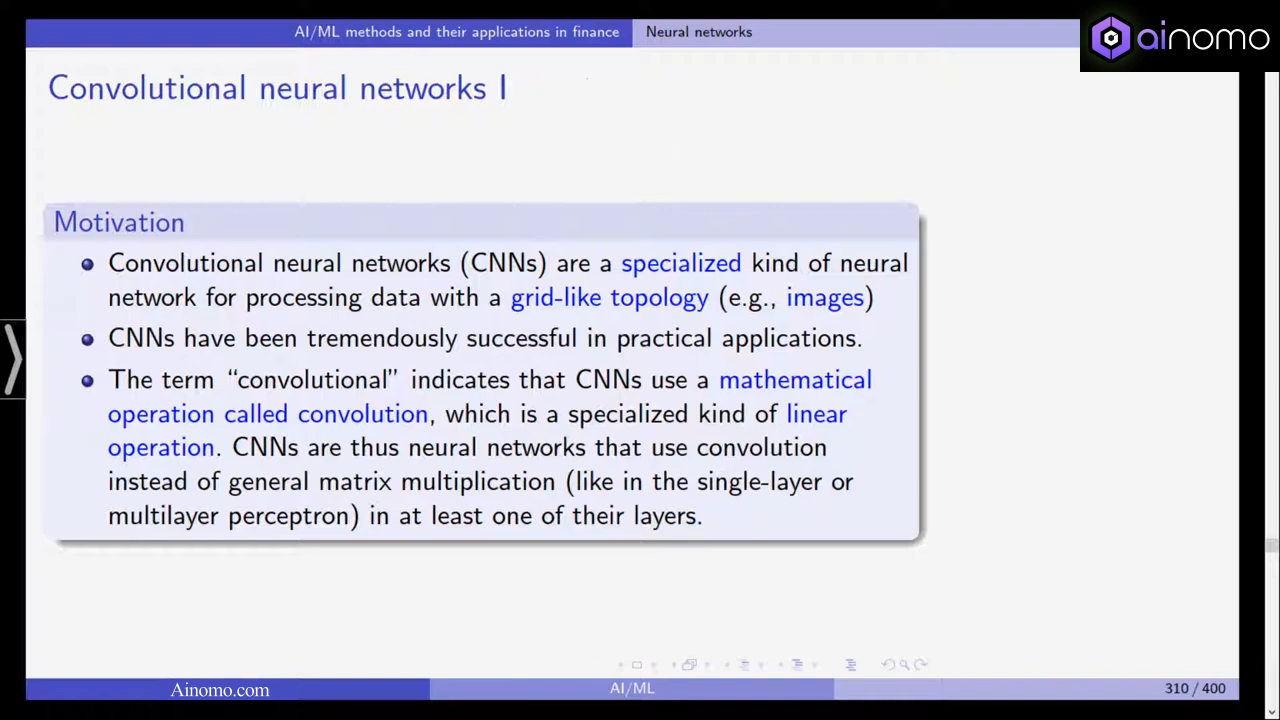 AI/ML methods and their applications in finance Neural networks
ainomo
Convolutional neural networks I
Motivation
Convolutional neural networks (CNNs) are a specialized kind of neural
network for processing data with a grid-like topology (e.g., images)
CNNs have been tremendously successful in practical applications.
The term “convolutional” indicates that CNNs use a mathematical
operation called convolution, which is a specialized kind of linear
operation. CNNs are thus neural networks that use convolution
instead of general matrix multiplication (like in the single-layer or
multilayer perceptron) in at least one of their layers.
Ainomo.com AI/ML 310 / 400